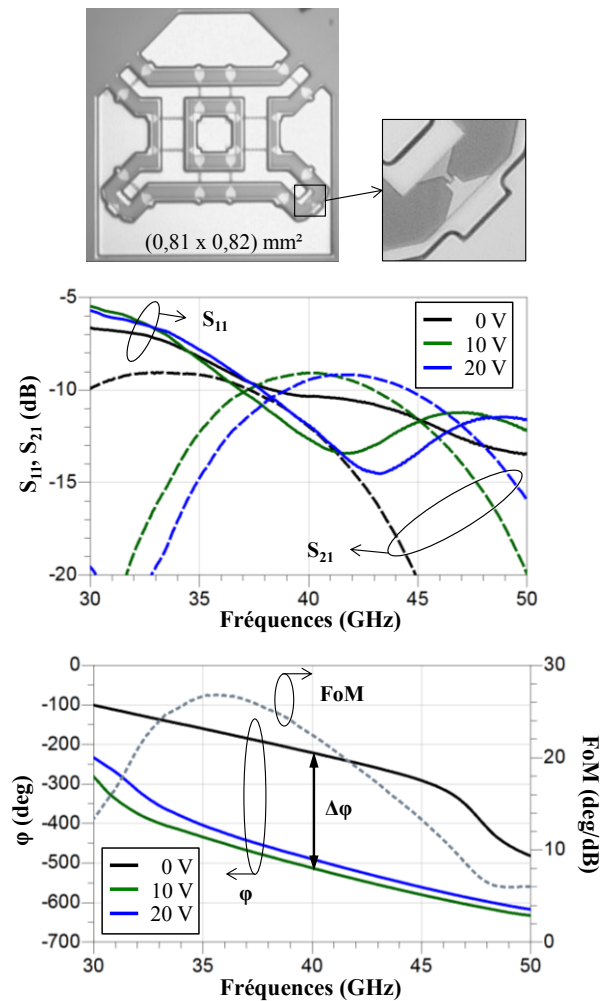 (0,81 x 0,82) mm²
-5
-10
-15
-20
S₁₁, S₂₁ (dB)
S₁₁
0 V
10 V
20 V
S₂₁
30 35 40 45 50
Fréquences (GHz)
0
-100
-200
-300
-400
-500
-600
-700
φ (deg)
FoM
Δφ
0 V
10 V
20 V
φ
30
20
10
0
FoM (deg/dB)
30 35 40 45 50
Fréquences (GHz)